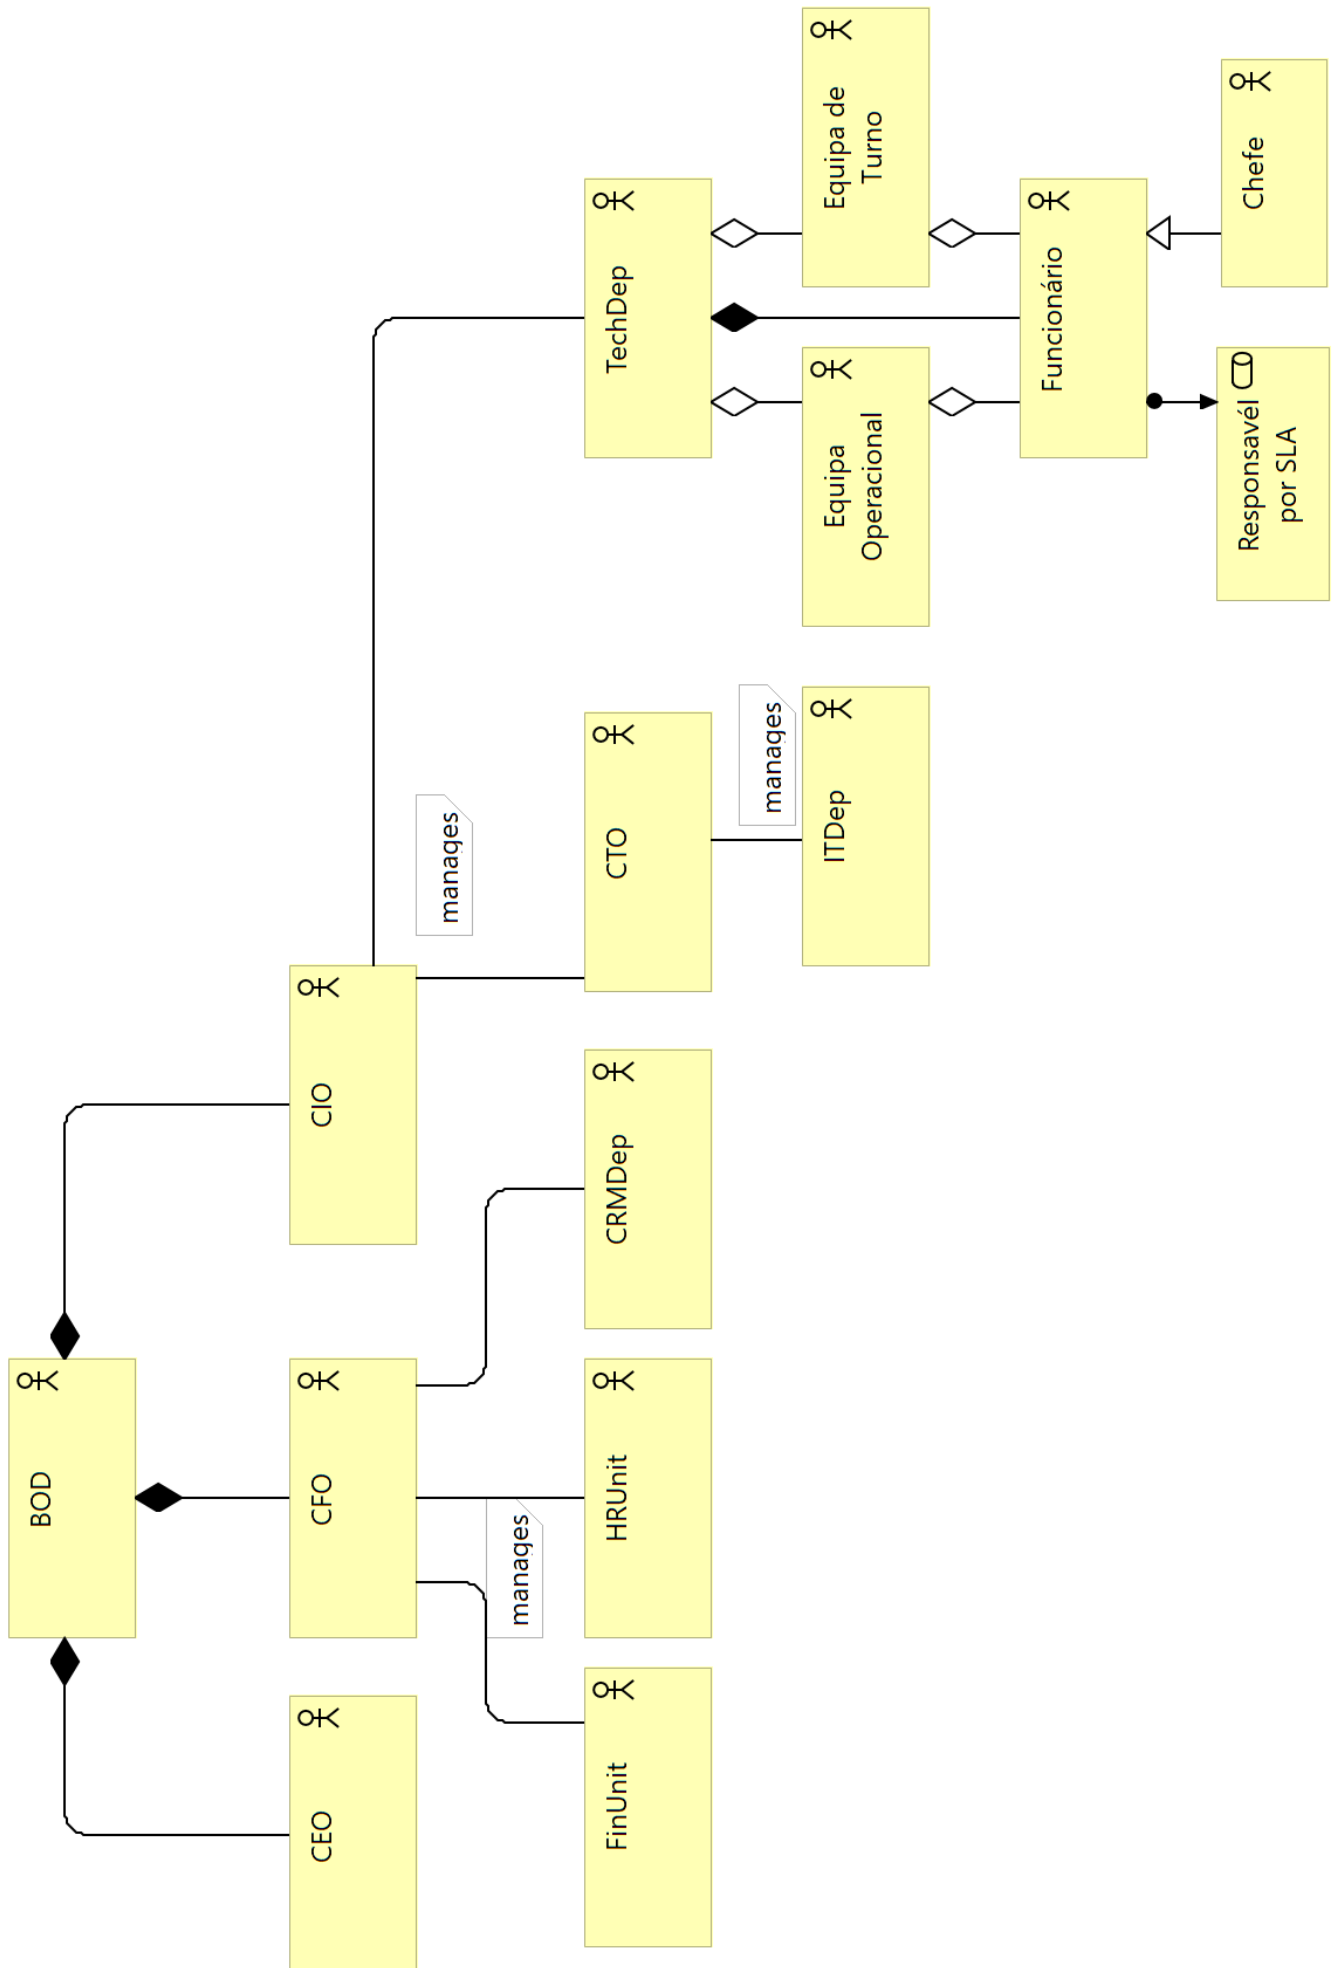 BOD
CEO
CFO
CIO
manages
manages
FinUnit
HRUnit
CRMDep
CTO
TechDep
manages
ITDep
Equipa
Operacional
Equipa de
Turno
Funcionário
Responsavél
por SLA
Chefe